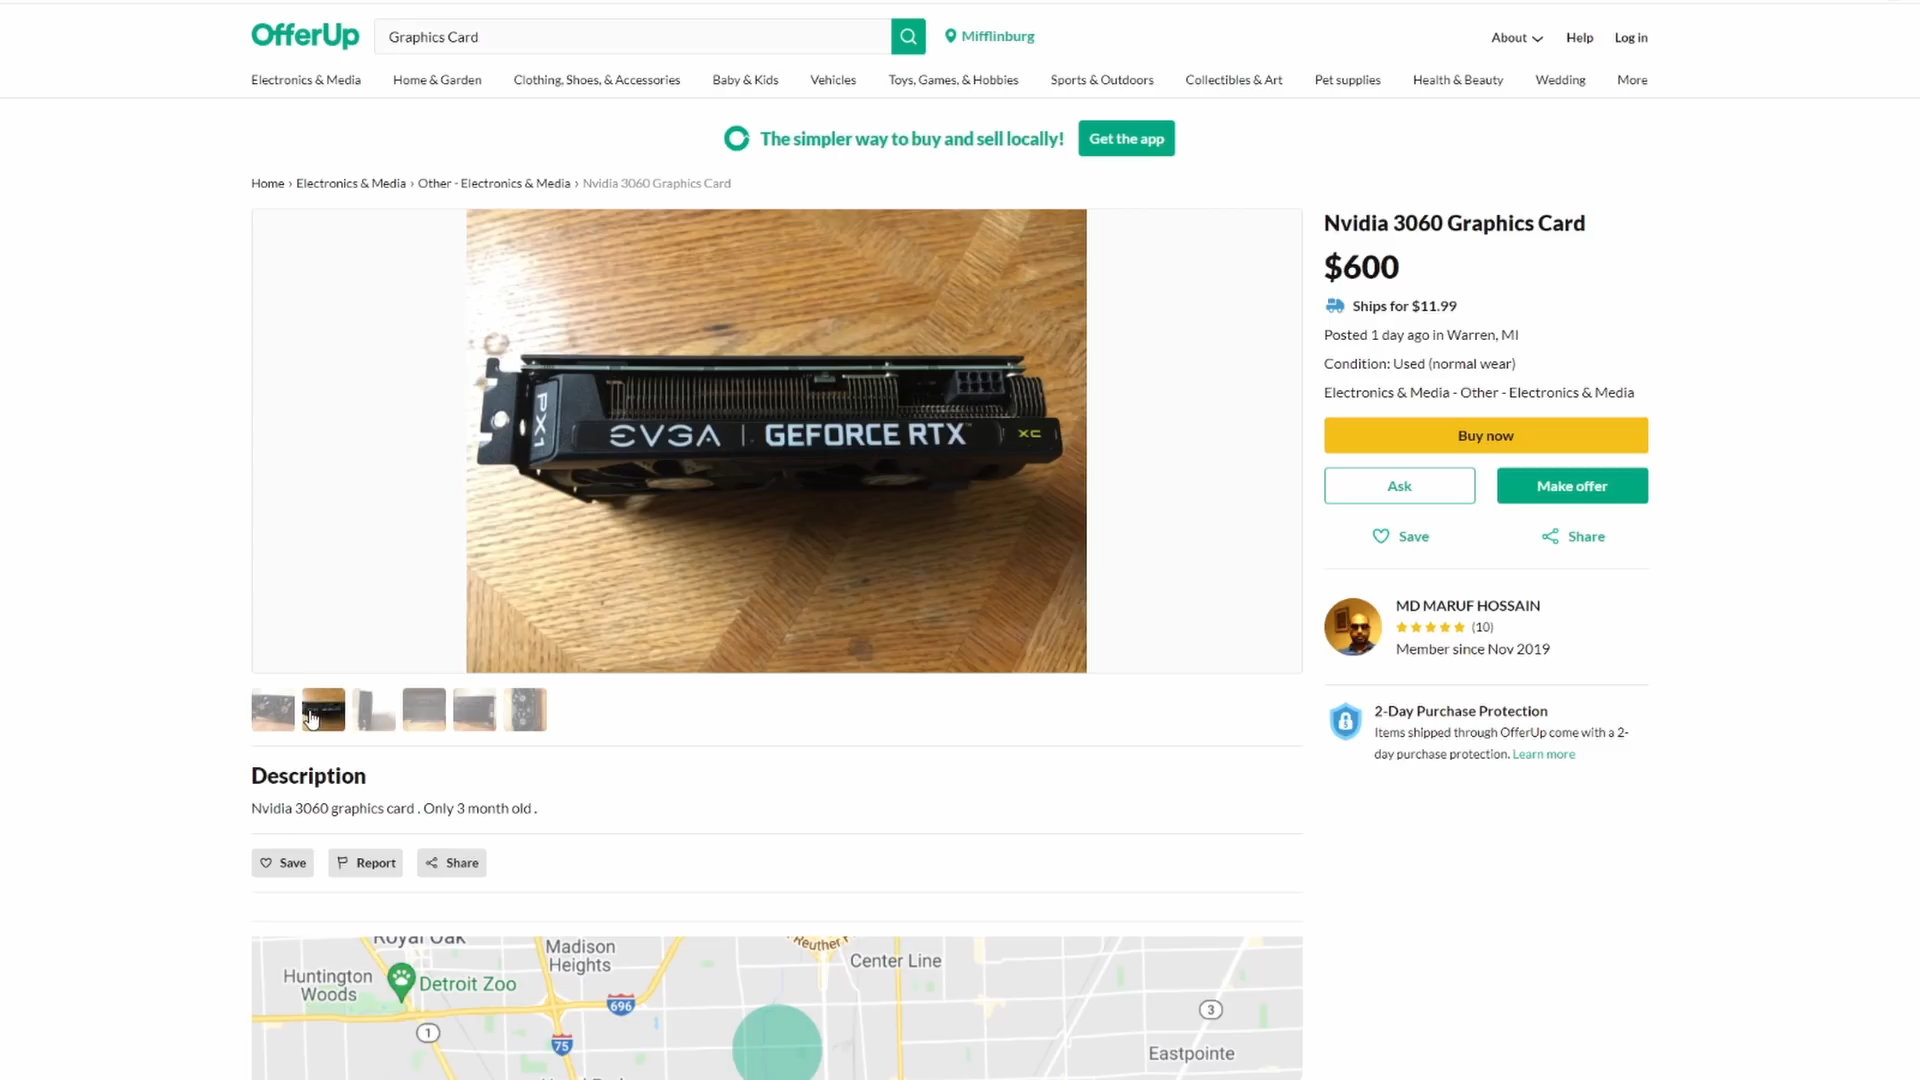 OfferUp
Graphics Card
Mifflinburg
About
Help
Log in
Electronics & Media
Home & Garden
Clothing, Shoes, & Accessories
Baby & Kids
Vehicles
Toys, Games, & Hobbies
Sports & Outdoors
Collectibles & Art
Pet supplies
Health & Beauty
Wedding
More
The simpler way to buy and sell locally!
Get the app
Home › Electronics & Media › Other - Electronics & Media › Nvidia 3060 Graphics Card
PX1
EVGA | GEFORCE RTX™
XC
Nvidia 3060 Graphics Card
$600
Ships for $11.99
Posted 1 day ago in Warren, MI
Condition: Used (normal wear)
Electronics & Media - Other - Electronics & Media
Buy now
Ask
Make offer
Save
Share
MD MARUF HOSSAIN
(10)
Member since Nov 2019
2-Day Purchase Protection
Items shipped through OfferUp come with a 2-
day purchase protection. Learn more
Description
Nvidia 3060 graphics card . Only 3 month old .
Save
Report
Share
Royal Oak
Madison
Heights
Reuther
Center Line
Huntington
Woods
Detroit Zoo
696
3
1
75
Eastpointe